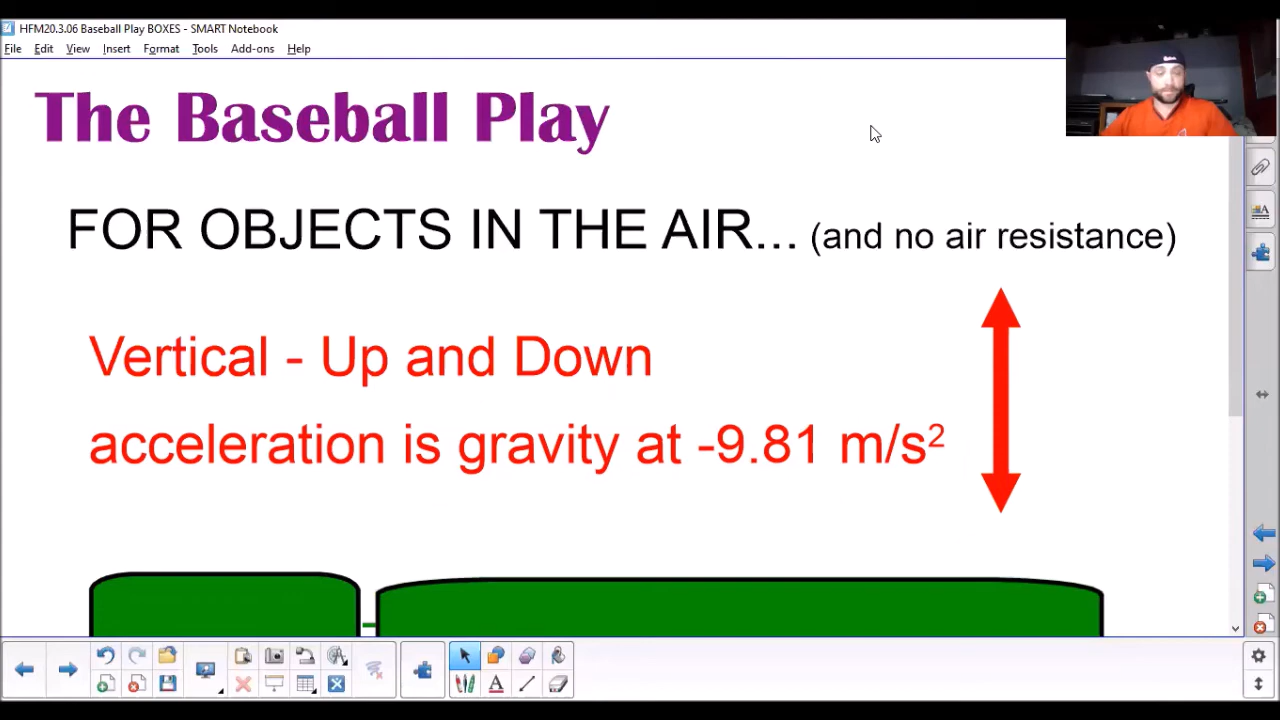 HFM20.3.06 Baseball Play BOXES - SMART Notebook
File Edit View Insert Format Tools Add-ons Help
The Baseball Play
FOR OBJECTS IN THE AIR... (and no air resistance)
Vertical - Up and Down
acceleration is gravity at -9.81 m/s²